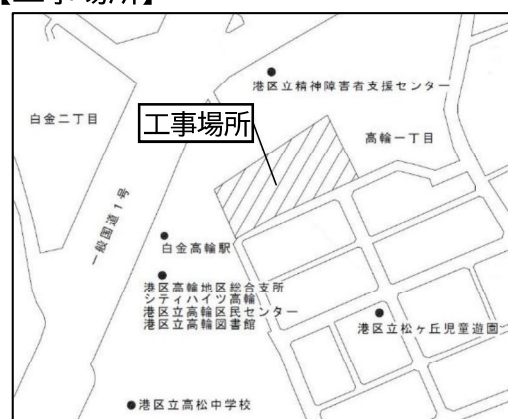 【工事場所】
港区立精神障害者支援センター
白金二丁目
工事場所
高輪一丁目
一般国道1号
白金高輪駅
港区高輪地区総合支所
シティハイツ高輪
港区立高輪区民センター
港区立高輪図書館
港区立松ヶ丘児童遊園
港区立高松中学校